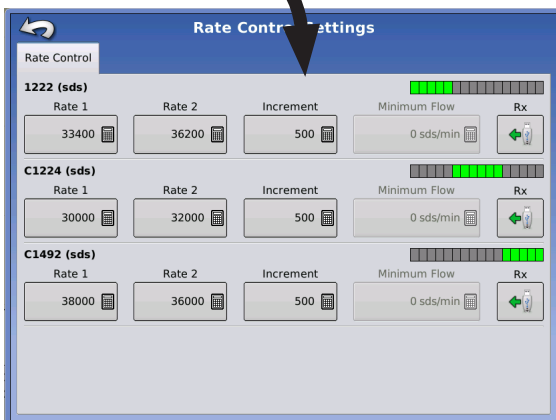 Rate Control Settings
Rate Control
1222 (sds)
Rate 1 Rate 2 Increment Minimum Flow Rx
33400 36200 500 0 sds/min
C1224 (sds)
Rate 1 Rate 2 Increment Minimum Flow Rx
30000 32000 500 0 sds/min
C1492 (sds)
Rate 1 Rate 2 Increment Minimum Flow Rx
38000 36000 500 0 sds/min